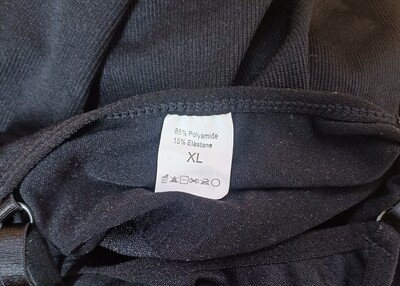 85% Polyamide
15% Elastane
XL